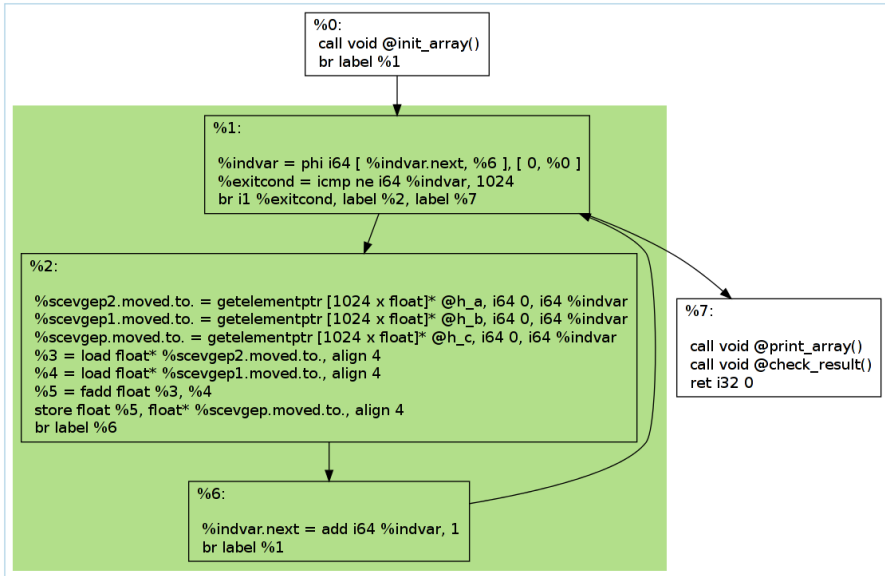 %0:
call void @init_array()
br label %1
%1:
%indvar = phi i64 [ %indvar.next, %6 ], [ 0, %0 ]
%exitcond = icmp ne i64 %indvar, 1024
br i1 %exitcond, label %2, label %7
%2:
%scevgep2.moved.to. = getelementptr [1024 x float]* @h_a, i64 0, i64 %indvar
%scevgep1.moved.to. = getelementptr [1024 x float]* @h_b, i64 0, i64 %indvar
%scevgep.moved.to. = getelementptr [1024 x float]* @h_c, i64 0, i64 %indvar
%3 = load float* %scevgep2.moved.to., align 4
%4 = load float* %scevgep1.moved.to., align 4
%5 = fadd float %3, %4
store float %5, float* %scevgep.moved.to., align 4
br label %6
%7:
call void @print_array()
call void @check_result()
ret i32 0
%6:
%indvar.next = add i64 %indvar, 1
br label %1